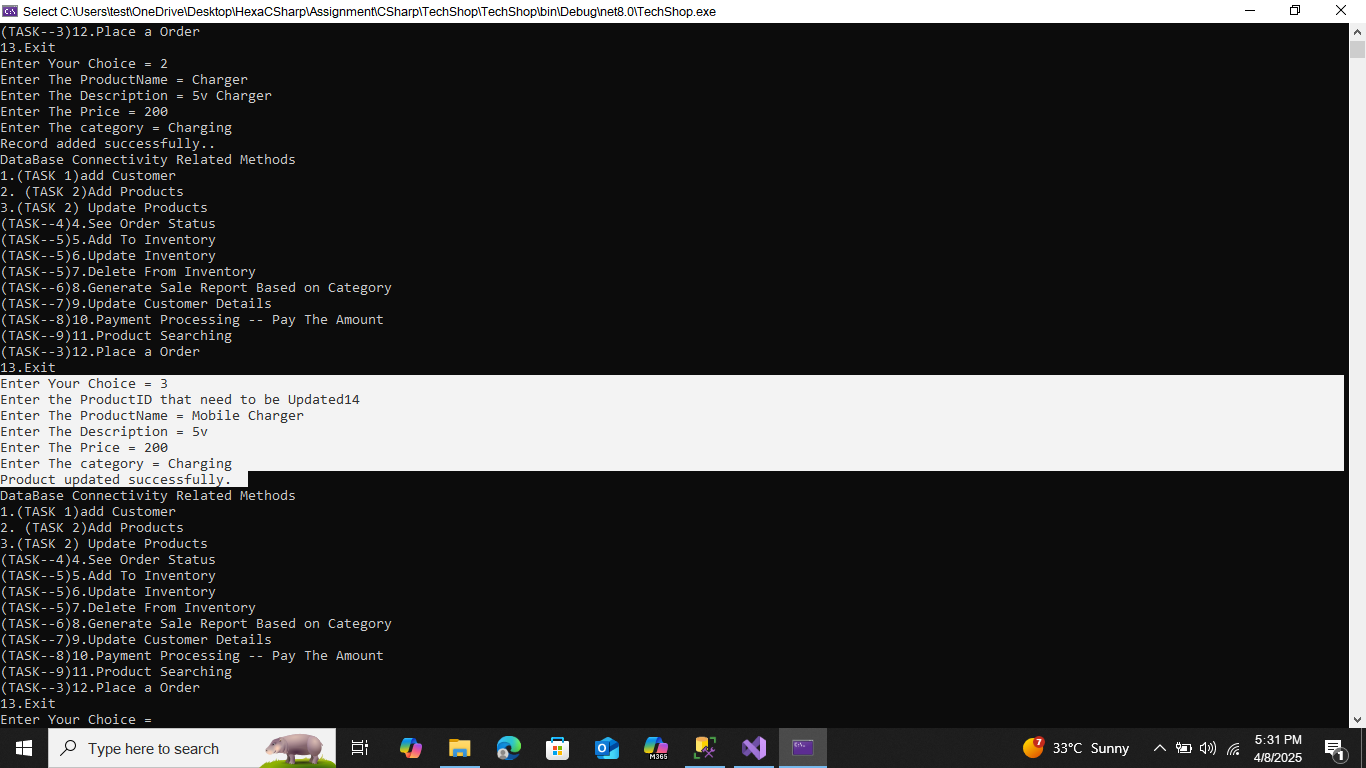 Select C:\Users\test\OneDrive\Desktop\HexaCSharp\Assignment\CSharp\TechShop\TechShop\bin\Debug\net8.0\TechShop.exe
(TASK--3)12.Place a Order
13.Exit
Enter Your Choice = 2
Enter The ProductName = Charger
Enter The Description = 5v Charger
Enter The Price = 200
Enter The category = Charging
Record added successfully..
DataBase Connectivity Related Methods
1.(TASK 1)add Customer
2. (TASK 2)Add Products
3.(TASK 2) Update Products
(TASK--4)4.See Order Status
(TASK--5)5.Add To Inventory
(TASK--5)6.Update Inventory
(TASK--5)7.Delete From Inventory
(TASK--6)8.Generate Sale Report Based on Category
(TASK--7)9.Update Customer Details
(TASK--8)10.Payment Processing -- Pay The Amount
(TASK--9)11.Product Searching
(TASK--3)12.Place a Order
13.Exit
Enter Your Choice = 3
Enter the ProductID that need to be Updated14
Enter The ProductName = Mobile Charger
Enter The Description = 5v
Enter The Price = 200
Enter The category = Charging
Product updated successfully.
DataBase Connectivity Related Methods
1.(TASK 1)add Customer
2. (TASK 2)Add Products
3.(TASK 2) Update Products
(TASK--4)4.See Order Status
(TASK--5)5.Add To Inventory
(TASK--5)6.Update Inventory
(TASK--5)7.Delete From Inventory
(TASK--6)8.Generate Sale Report Based on Category
(TASK--7)9.Update Customer Details
(TASK--8)10.Payment Processing -- Pay The Amount
(TASK--9)11.Product Searching
(TASK--3)12.Place a Order
13.Exit
Enter Your Choice =
Type here to search
M365
7
33°C Sunny
5:31 PM
4/8/2025
1